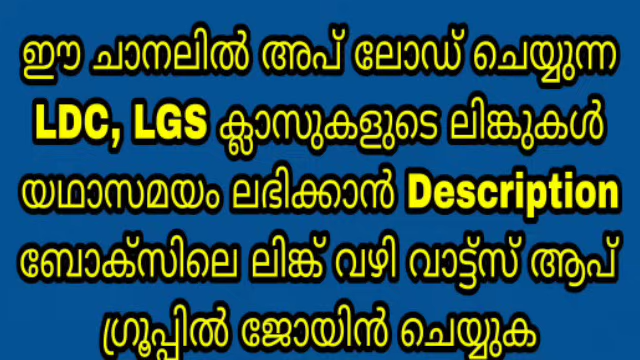 ഈ ചാനലിൽ അപ് ലോഡ് ചെയ്യുന്ന
LDC, LGS ക്ലാസുകളുടെ ലിങ്കുകൾ
യഥാസമയം ലഭിക്കാൻ Description
ബോക്സിലെ ലിങ്ക് വഴി വാട്ട്സ് ആപ്
ഗ്രൂപ്പിൽ ജോയിൻ ചെയ്യുക